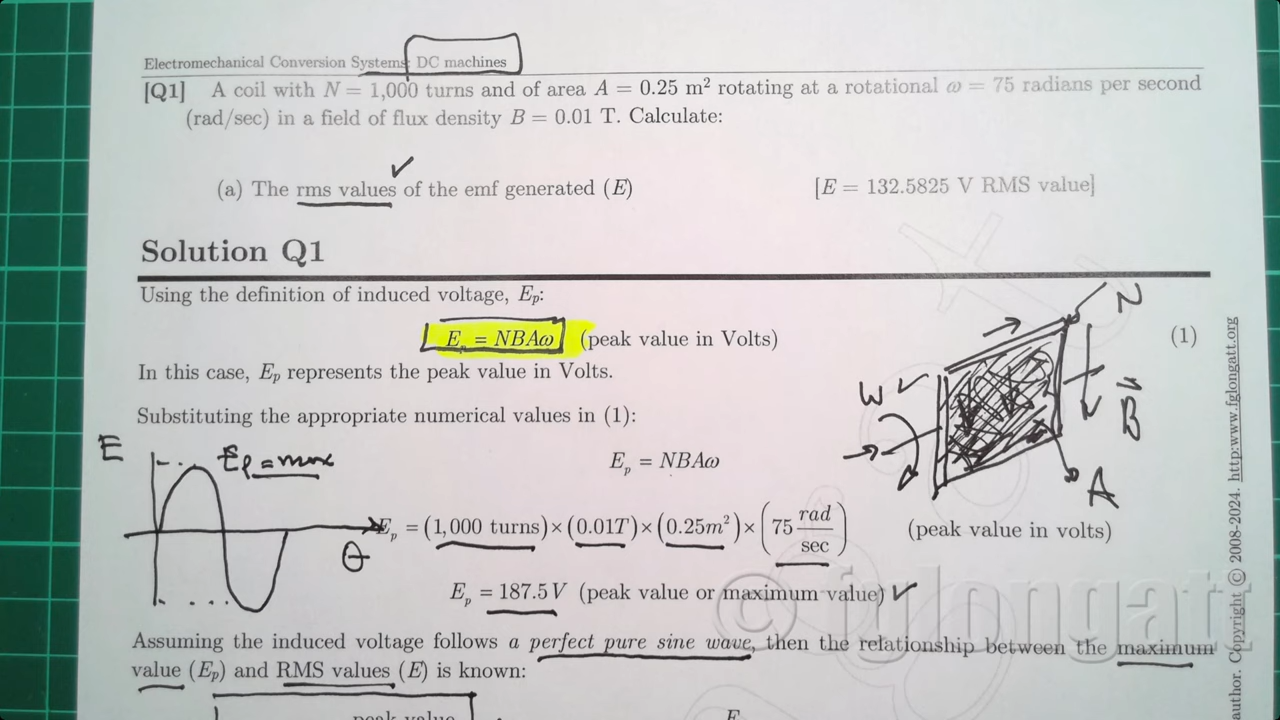 Electromechanical Conversion Systems: DC machines
[Q1] A coil with N = 1,000 turns and of area A = 0.25 m² rotating at a rotational ω = 75 radians per second
(rad/sec) in a field of flux density B = 0.01 T. Calculate:
(a) The rms values of the emf generated (E) [E = 132.5825 V RMS value]
Solution Q1
Using the definition of induced voltage, Eₚ:
Eₚ = NBAω (peak value in Volts) (1)
In this case, Eₚ represents the peak value in Volts.
Substituting the appropriate numerical values in (1):
Eₚ = NBAω
Eₚ = (1,000 turns)×(0.01T)×(0.25m²)×(75 rad/sec) (peak value in volts)
Eₚ = 187.5V (peak value or maximum value) ✓
Assuming the induced voltage follows a perfect pure sine wave, then the relationship between the maximum
value (Eₚ) and RMS values (E) is known:
peak value E
E
Ep = max
θ
N
ω ✓
B
A
© fglongatt
author. Copyright © 2008-2024. http:www.fglongatt.org